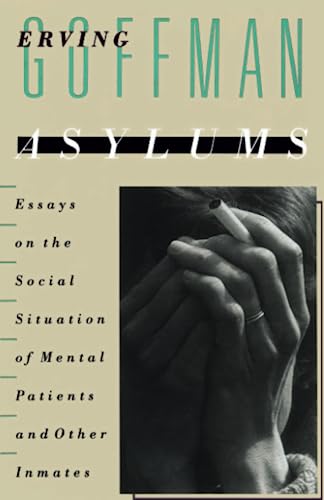 ERVING
GOFFMAN
ASYLUMS
Essays
on the
Social
Situation
of Mental
Patients
and Other
Inmates